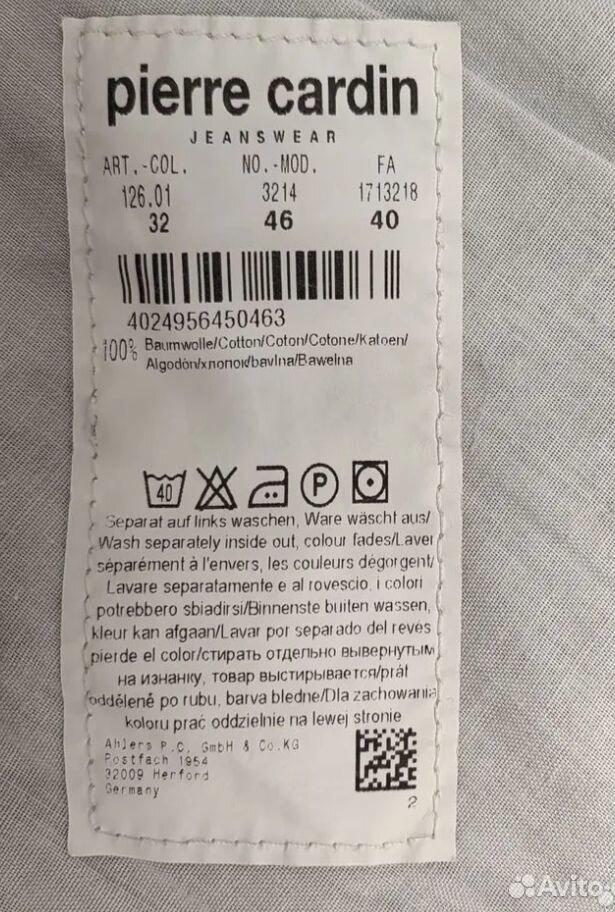 pierre cardin
JEANSWEAR
ART.-COL. NO.-MOD. FA
126.01 3214 1713218
32 46 40
4024956450463
100% Baumwolle/Cotton/Coton/Cotone/Katoen/
Algodón/хлопок/bavlna/Bawelna
40 P
Separat auf links waschen, Ware wäscht aus/
Wash separately inside out, colour fades/Laver
séparément à l'envers, les couleurs dégorgent/
Lavare separatamente e al rovescio, i colori
potrebbero sbiadirsi/Binnenste buiten wassen,
kleur kan afgaan/Lavar por separado del revés
pierde el color/стирать отдельно вывернутым
на изнанку, товар выстирывается/prát
odděleně po rubu, barva bledne/Dla zachowania
koloru prać oddzielnie na lewej stronie
Ahlers P.C. GmbH & Co.KG
Postfach 1954
32009 Herford
Germany
2
Avito